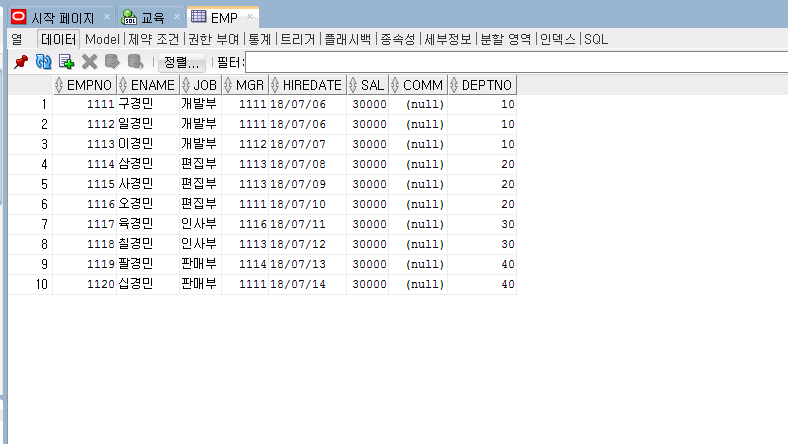 시작 페이지 교육 EMP
열 데이터 Model 제약 조건 권한 부여 통계 트리거 플래시백 종속성 세부정보 분할 영역 인덱스 SQL
정렬... 필터:
EMPNO ENAME JOB MGR HIREDATE SAL COMM DEPTNO
1 1111 구경민 개발부 1111 18/07/06 30000 (null) 10
2 1112 일경민 개발부 1111 18/07/06 30000 (null) 10
3 1113 이경민 개발부 1112 18/07/07 30000 (null) 10
4 1114 삼경민 편집부 1113 18/07/08 30000 (null) 20
5 1115 사경민 편집부 1113 18/07/09 30000 (null) 20
6 1116 오경민 편집부 1111 18/07/10 30000 (null) 20
7 1117 육경민 인사부 1116 18/07/11 30000 (null) 30
8 1118 칠경민 인사부 1113 18/07/12 30000 (null) 30
9 1119 팔경민 판매부 1114 18/07/13 30000 (null) 40
10 1120 십경민 판매부 1111 18/07/14 30000 (null) 40